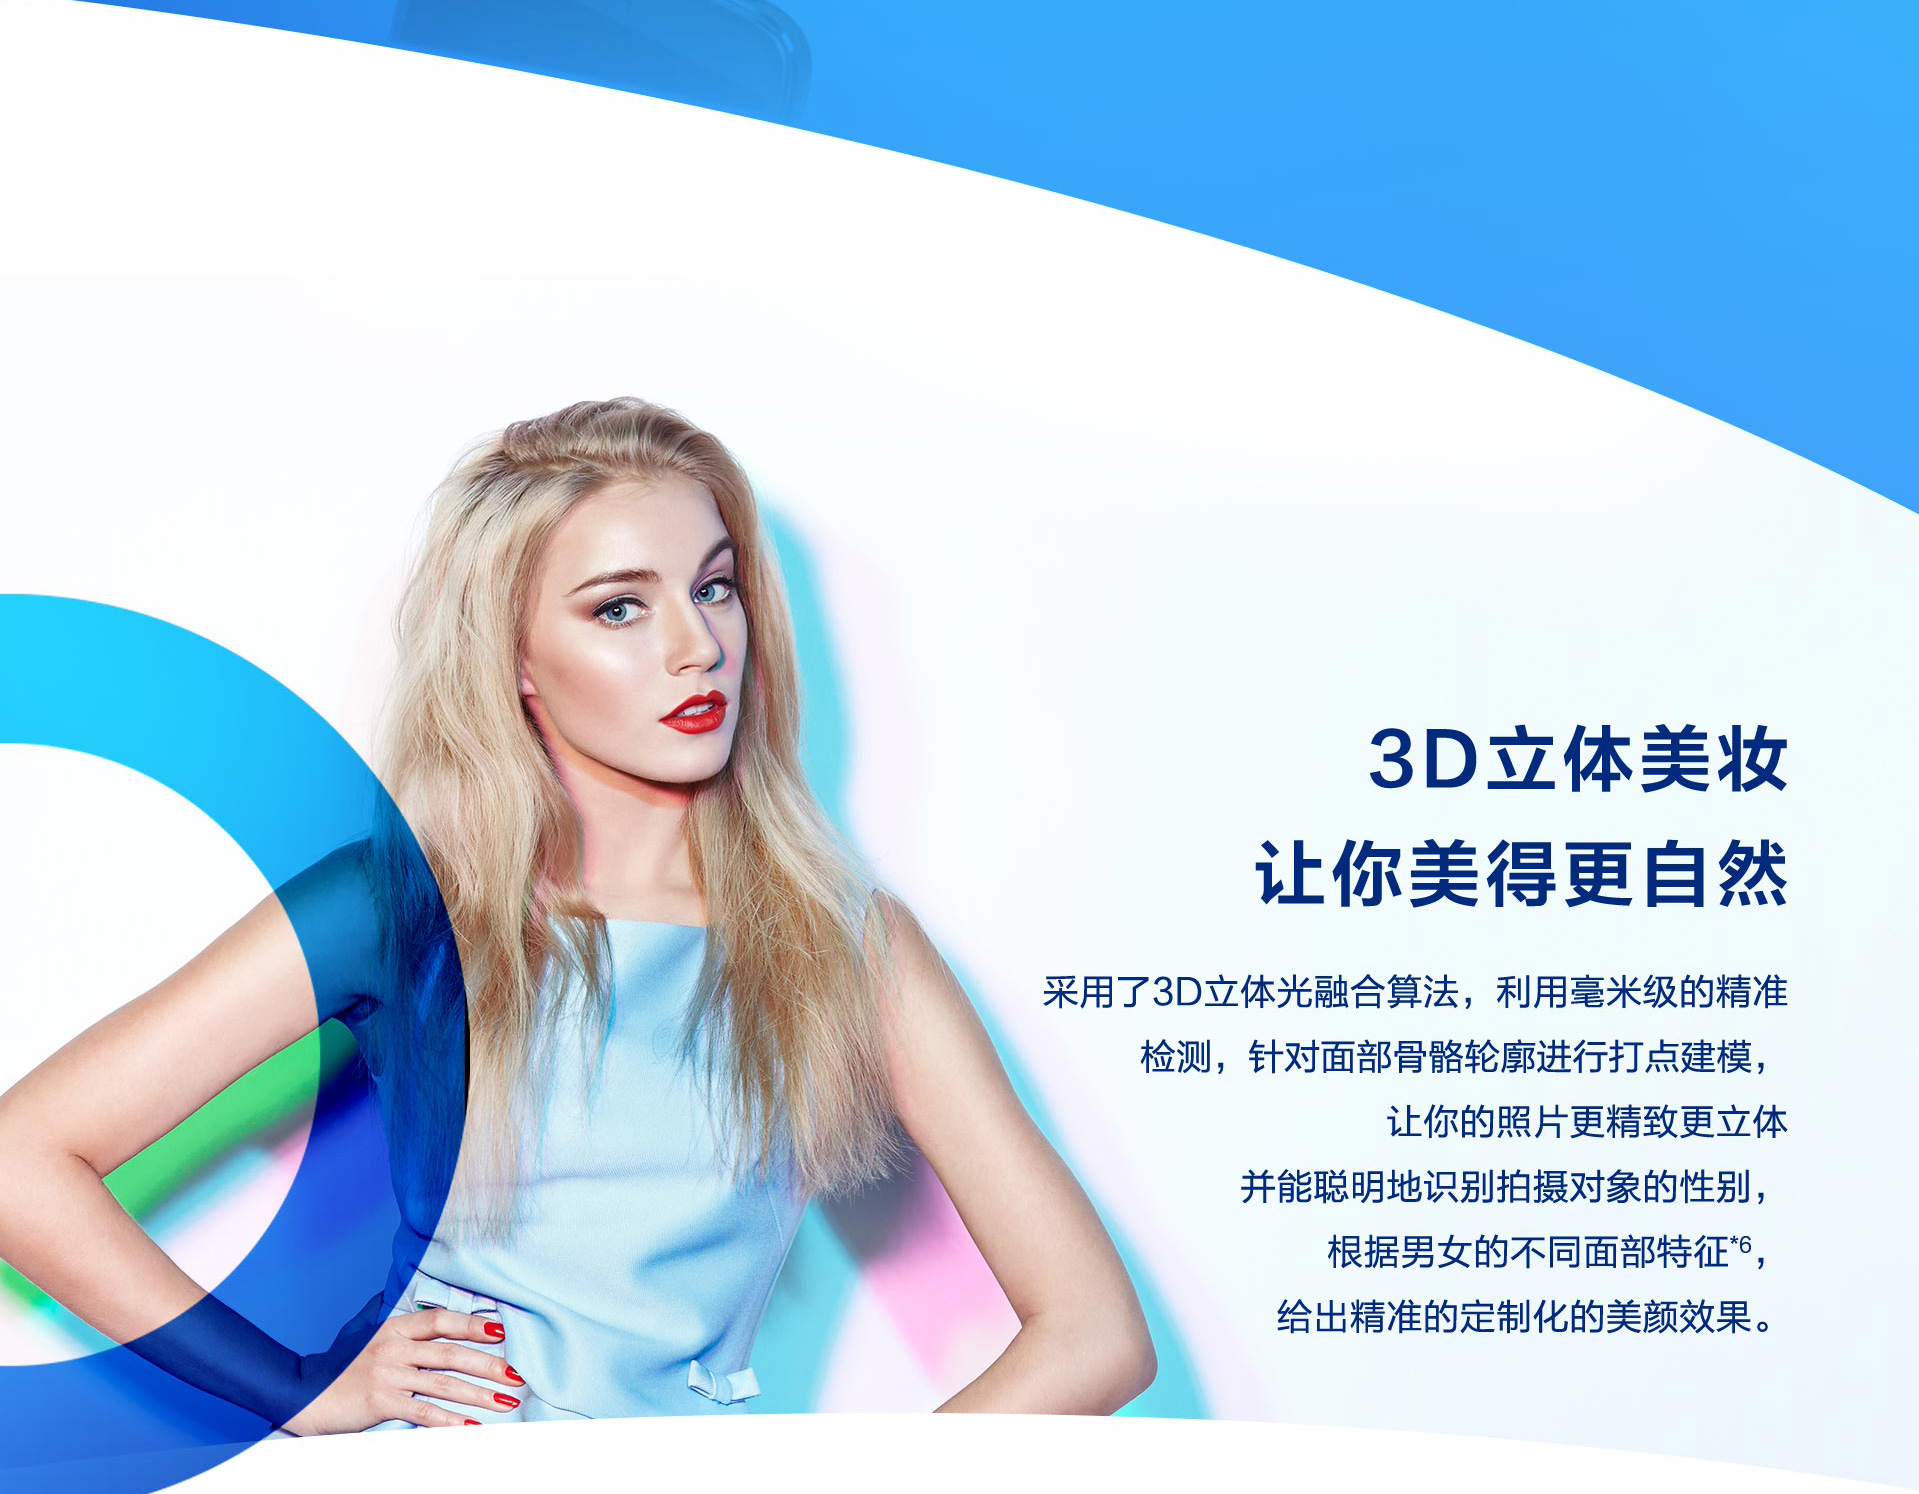 3D立体美妆
让你美得更自然
采用了3D立体光融合算法，利用毫米级的精准
检测，针对面部骨骼轮廓进行打点建模，
让你的照片更精致更立体
并能聪明地识别拍摄对象的性别，
根据男女的不同面部特征*6，
给出精准的定制化的美颜效果。